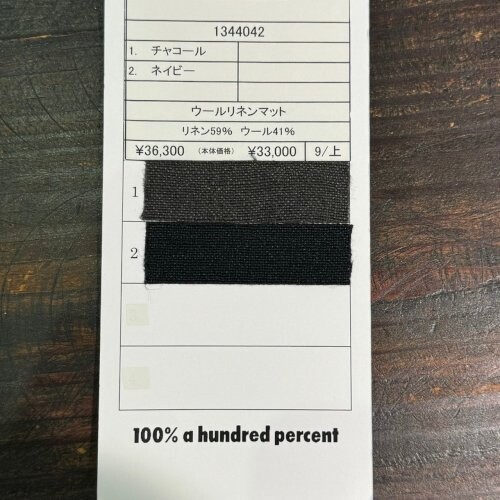 1344042
1. チャコール
2. ネイビー
ウールリネンマット
リネン59% ウール41%
¥36,300 (本体価格) ¥33,000 9/上
1
2
100% a hundred percent